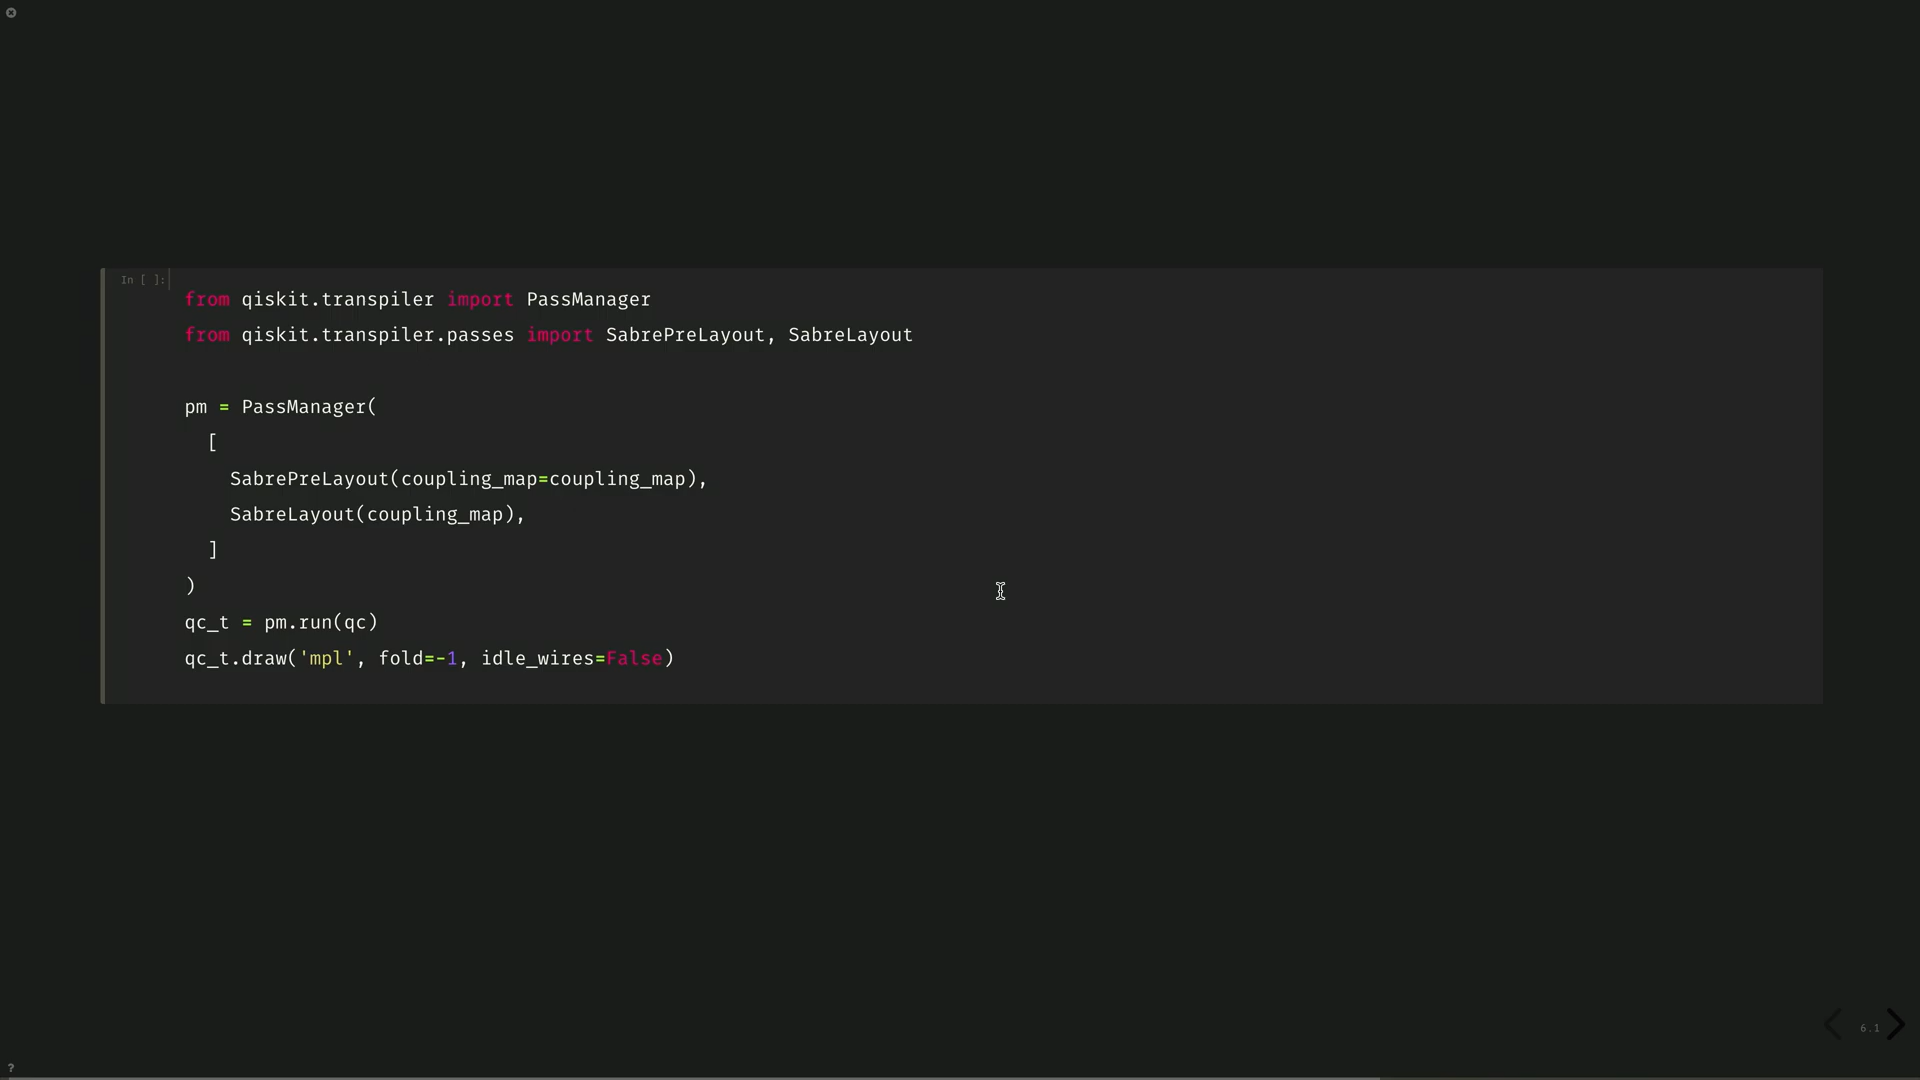 In [ ]:
from qiskit.transpiler import PassManager
from qiskit.transpiler.passes import SabrePreLayout, SabreLayout
pm = PassManager(
[
SabrePreLayout(coupling_map=coupling_map),
SabreLayout(coupling_map),
]
)
qc_t = pm.run(qc)
qc_t.draw('mpl', fold=-1, idle_wires=False)
6.1
?